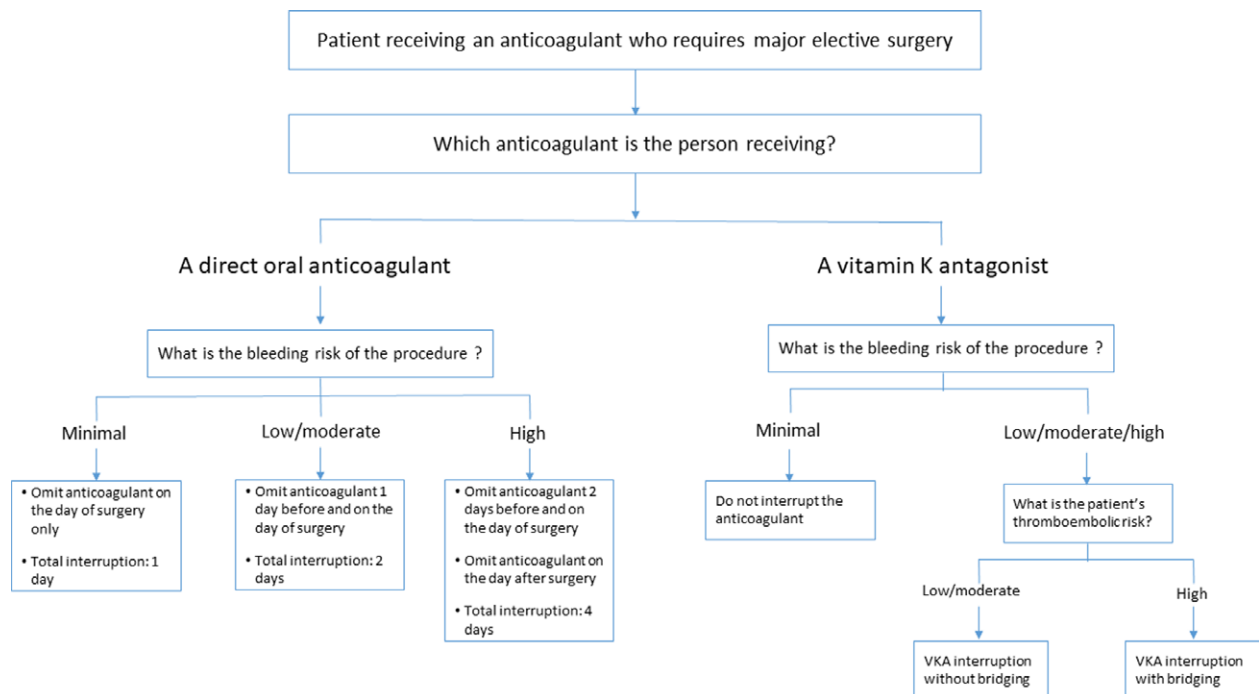 Patient receiving an anticoagulant who requires major elective surgery
Which anticoagulant is the person receiving?
A direct oral anticoagulant
What is the bleeding risk of the procedure ?
Minimal
• Omit anticoagulant on
the day of surgery
only
• Total interruption: 1
day
Low/moderate
• Omit anticoagulant 1
day before and on the
day of surgery
• Total interruption: 2
days
High
• Omit anticoagulant 2
days before and on
the day of surgery
• Omit anticoagulant on
the day after surgery
• Total interruption: 4
days
A vitamin K antagonist
What is the bleeding risk of the procedure ?
Minimal
Do not interrupt the
anticoagulant
Low/moderate/high
What is the patient's
thromboembolic risk?
Low/moderate
VKA interruption
without bridging
High
VKA interruption
with bridging